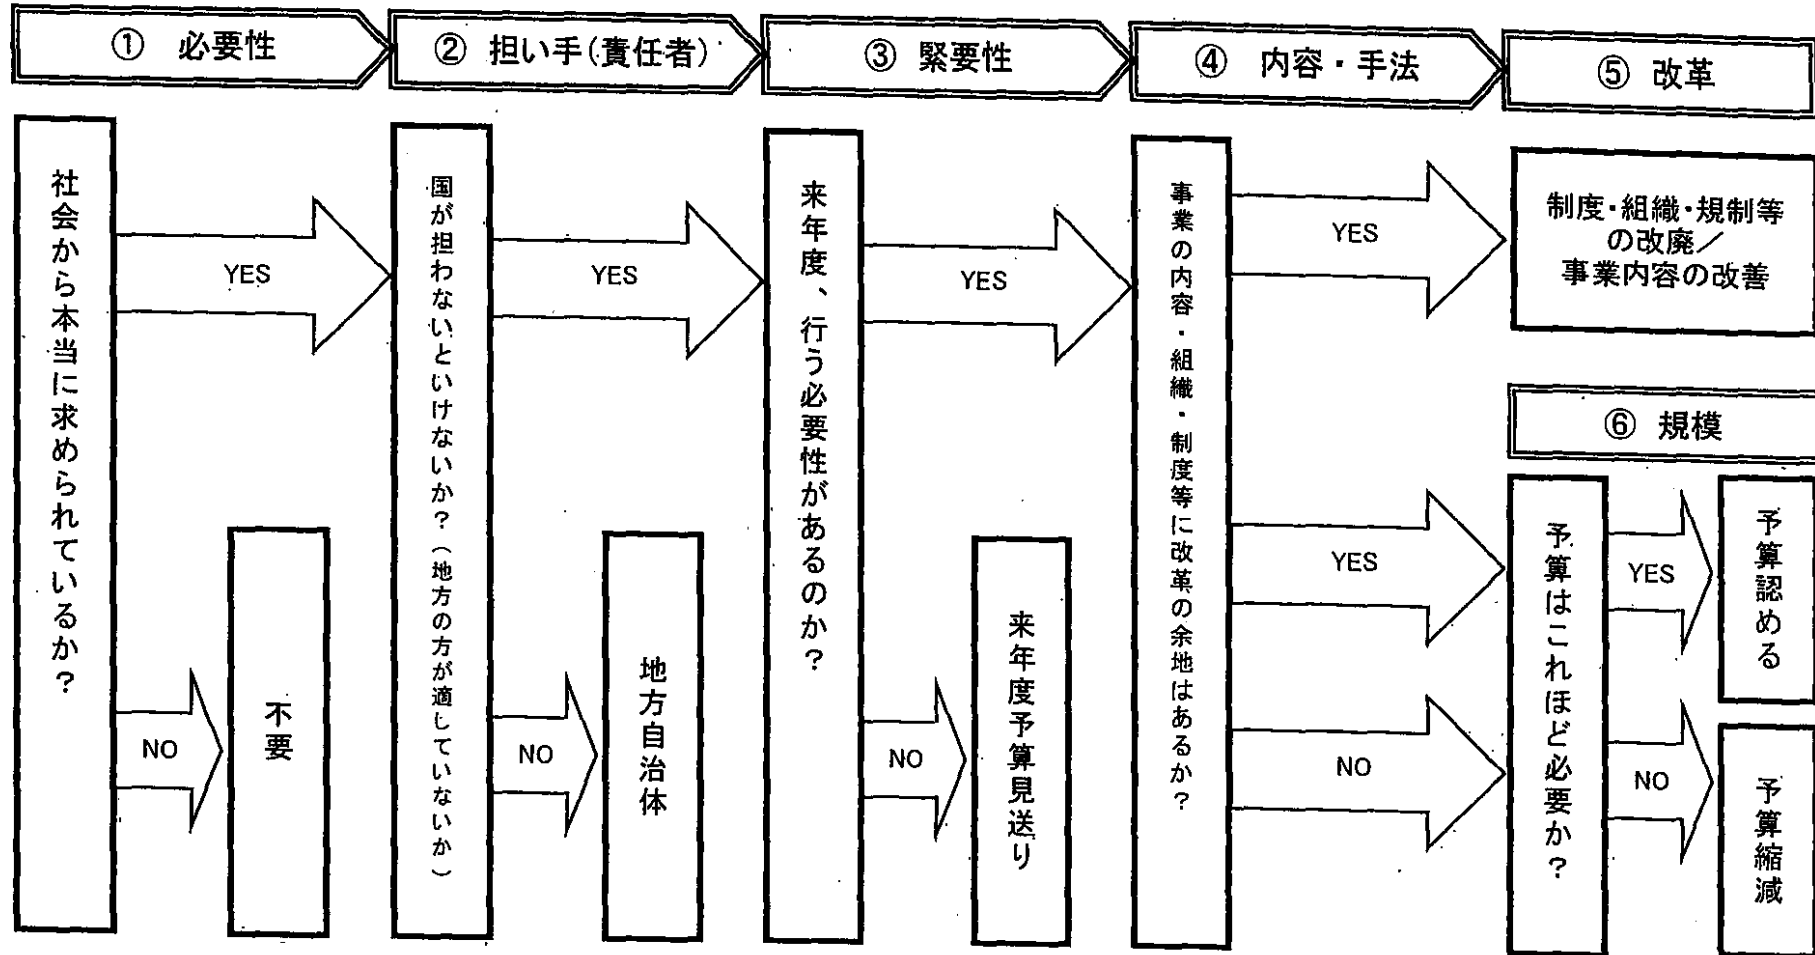 ① 必要性
② 担い手(責任者)
③ 緊要性
④ 内容・手法
⑤ 改革
社会から本当に求められているか？
YES
NO
不要
国が担わないといけないか？(地方の方が適していないか)
YES
NO
地方自治体
来年度、行う必要性があるのか？
YES
NO
来年度予算見送り
事業の内容・組織・制度等に改革の余地はあるか？
YES
制度・組織・規制等
の改廃／
事業内容の改善
⑥ 規模
YES
NO
予算はこれほど必要か？
YES
予算認める
NO
予算縮減